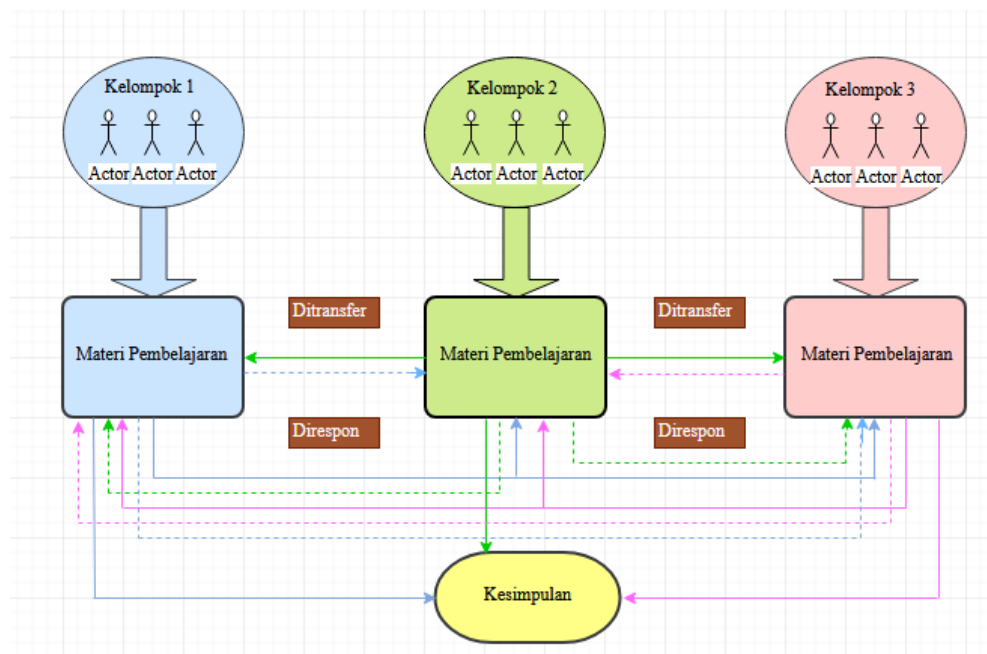 Kelompok 1
Kelompok 2
Kelompok 3
Actor Actor Actor
Actor Actor Actor
Actor Actor Actor
Ditransfer
Ditransfer
Materi Pembelajaran
Materi Pembelajaran
Materi Pembelajaran
Direspon
Direspon
Kesimpulan